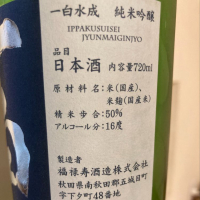 一白水成 純米吟醸
IPPAKUSUISEI
JYUNMAIGINJYO
品目
日本酒 内容量720ml
原材料名:米(国産)、
米麹(国産米)
精米歩合:50%
アルコール分:16度
製造者
福禄寿酒造株式会社
秋田県南秋田郡五城目町
字下夕町48番地